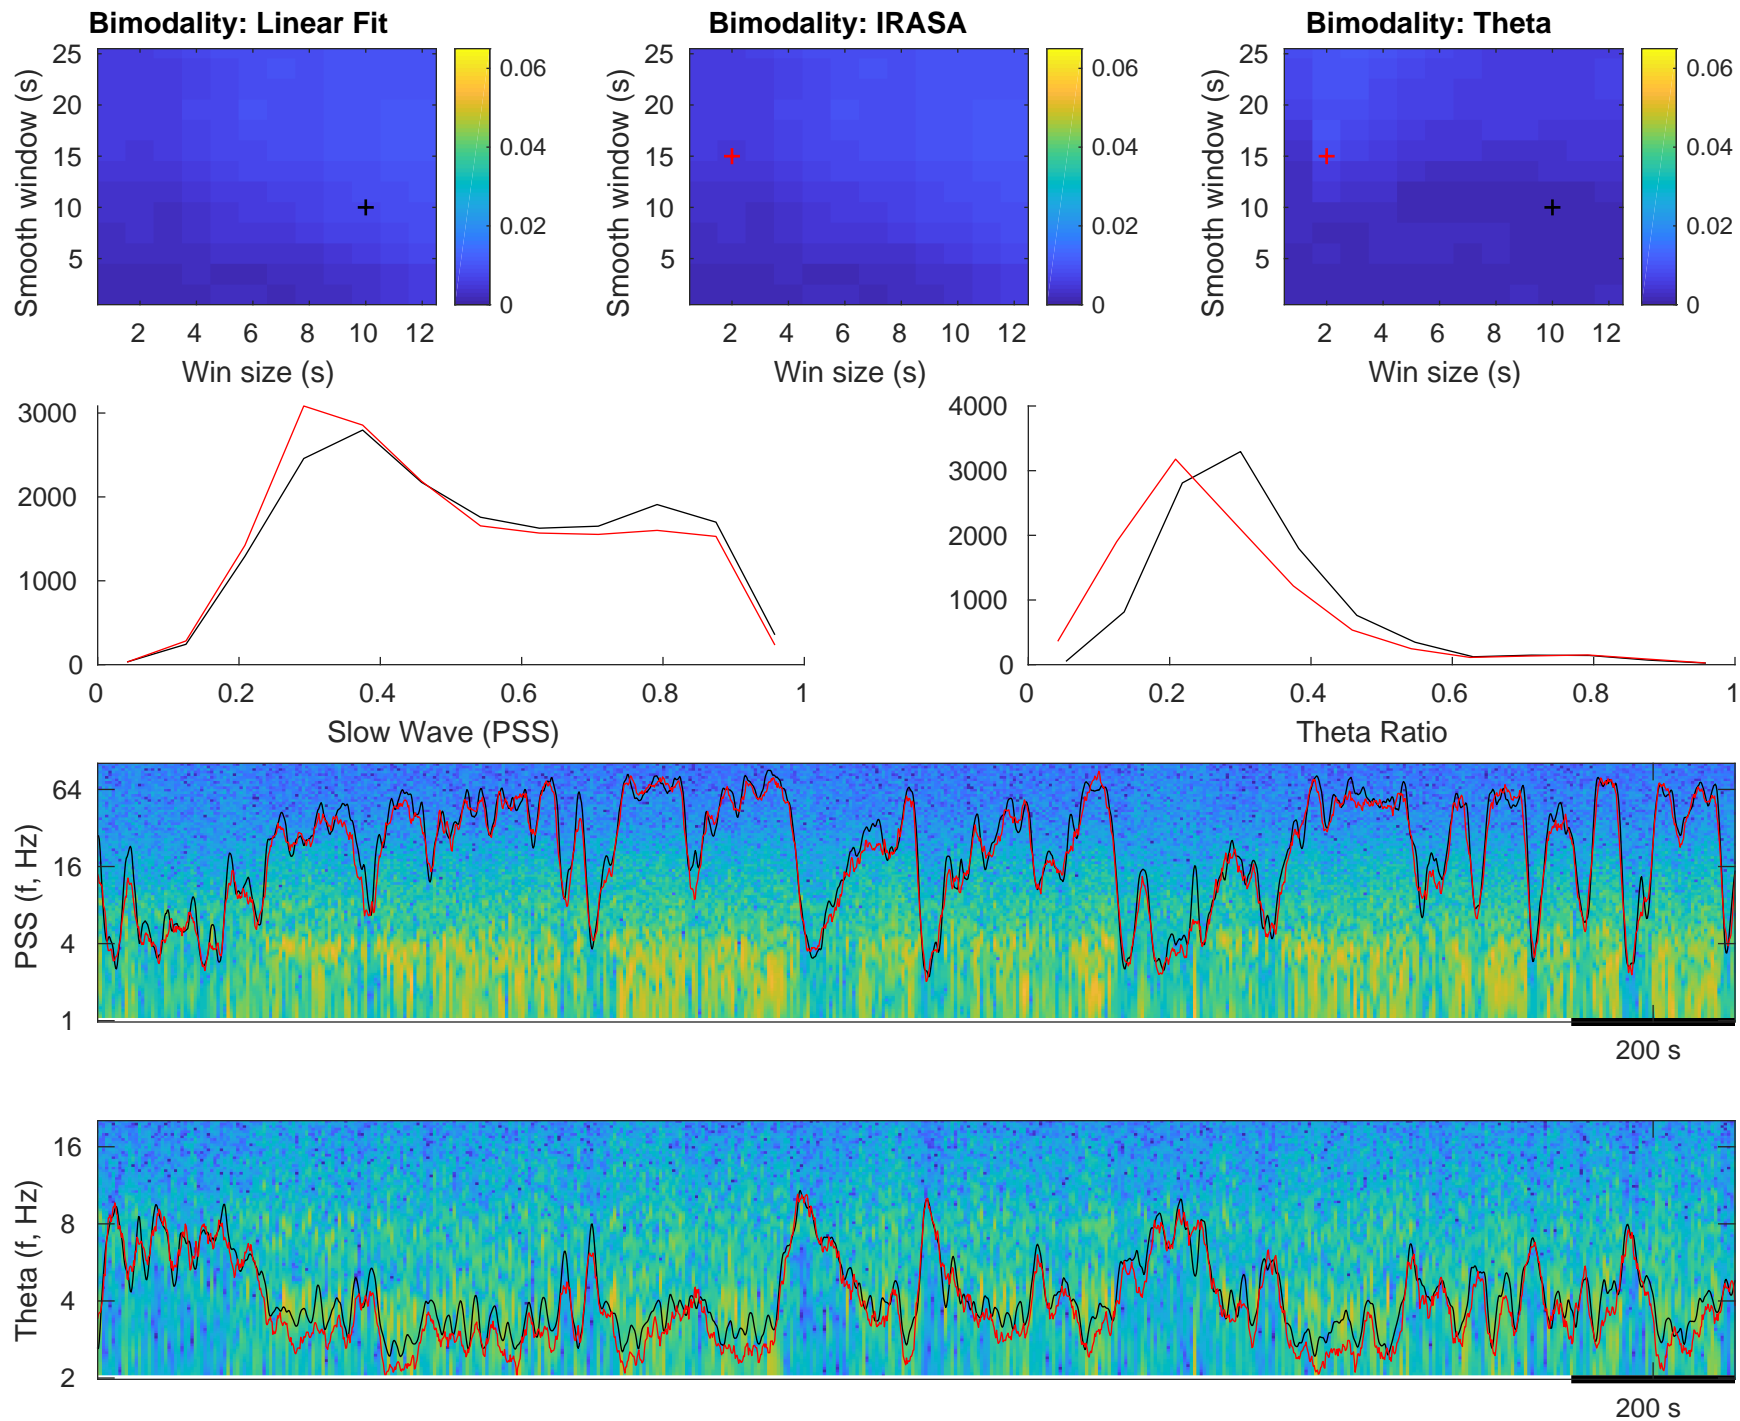 Bimodality: Linear Fit
Bimodality: IRASA
Bimodality: Theta
Smooth window (s)
25
20
15
10
5
2 4 6 8 10 12
Win size (s)
0.06
0.04
0.02
0
Smooth window (s)
25
20
15
10
5
2 4 6 8 10 12
Win size (s)
0.06
0.04
0.02
0
Smooth window (s)
25
20
15
10
5
2 4 6 8 10 12
Win size (s)
0.06
0.04
0.02
0
3000
2000
1000
0
0 0.2 0.4 0.6 0.8 1
Slow Wave (PSS)
4000
3000
2000
1000
0
0 0.2 0.4 0.6 0.8 1
Theta Ratio
PSS (f, Hz)
64
16
4
1
200 s
Theta (f, Hz)
16
8
4
2
200 s